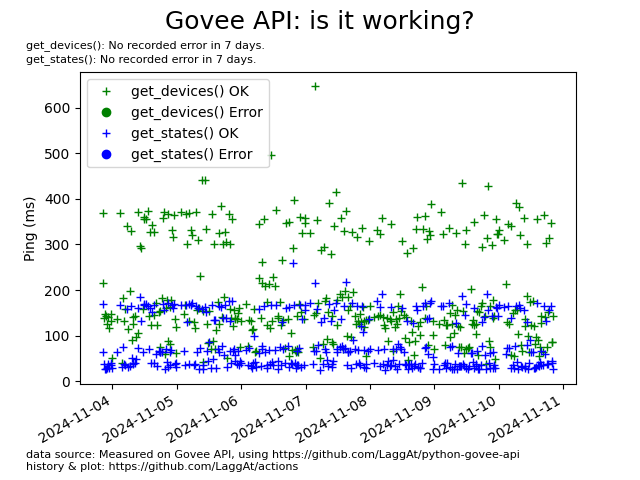 Govee API: is it working?
get_devices(): No recorded error in 7 days.
get_states(): No recorded error in 7 days.
get_devices() OK
get_devices() Error
get_states() OK
get_states() Error
Ping (ms)
600
500
400
300
200
100
0
2024-11-04
2024-11-05
2024-11-06
2024-11-07
2024-11-08
2024-11-09
2024-11-10
2024-11-11
data source: Measured on Govee API, using https://github.com/LaggAt/python-govee-api
history & plot: https://github.com/LaggAt/actions